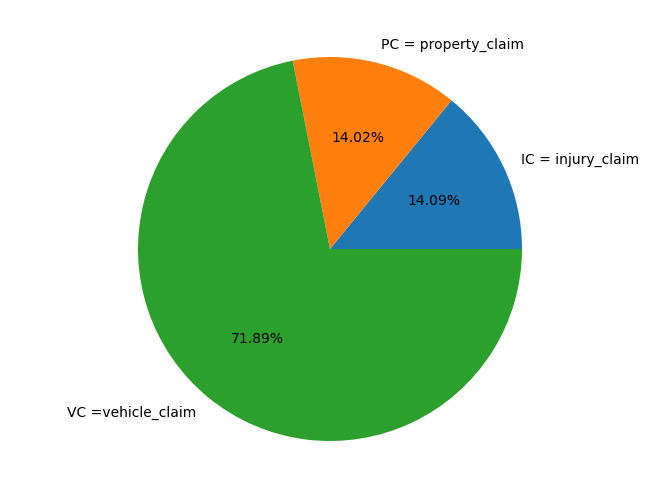 PC = property_claim
14.02%
IC = injury_claim
14.09%
71.89%
VC =vehicle_claim